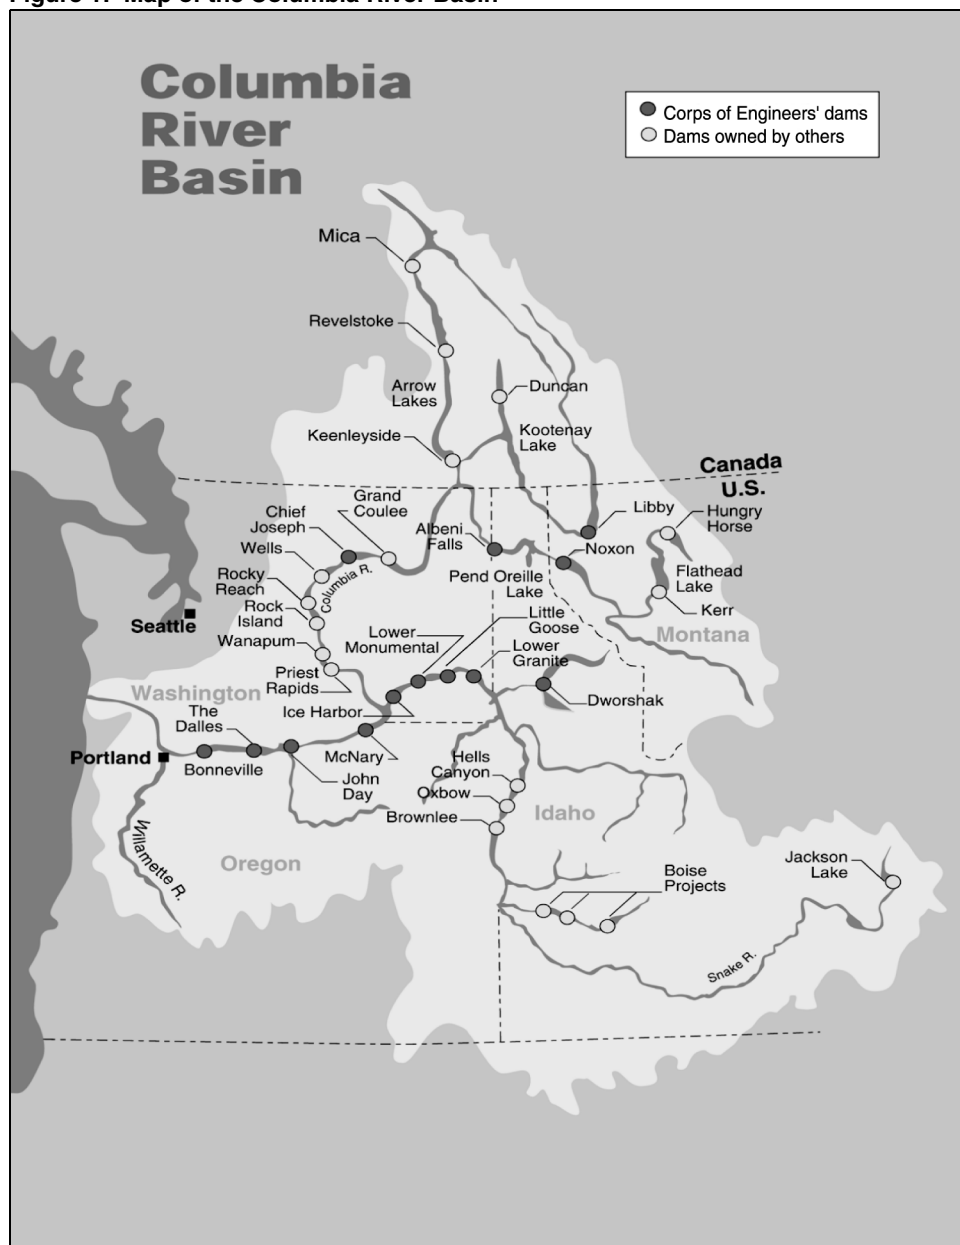 Figure 1: Map of the Columbia River Basin
Columbia
River
Basin
Corps of Engineers' dams
Dams owned by others
Mica
Revelstoke
Arrow
Lakes
Duncan
Keenleyside
Kootenay
Lake
Canada
U.S.
Grand
Coulee
Chief
Joseph
Albeni
Falls
Libby
Hungry
Horse
Wells
Noxon
Columbia R.
Rocky
Reach
Pend Oreille
Lake
Flathead
Lake
Rock
Island
Kerr
Seattle
Little
Goose
Wanapum
Lower
Monumental
Montana
Lower
Granite
Priest
Rapids
Washington
Ice Harbor
Dworshak
The
Dalles
Portland
Bonneville
McNary
John
Day
Hells
Canyon
Oxbow
Brownlee
Idaho
Willamette R.
Oregon
Boise
Projects
Jackson
Lake
Snake R.